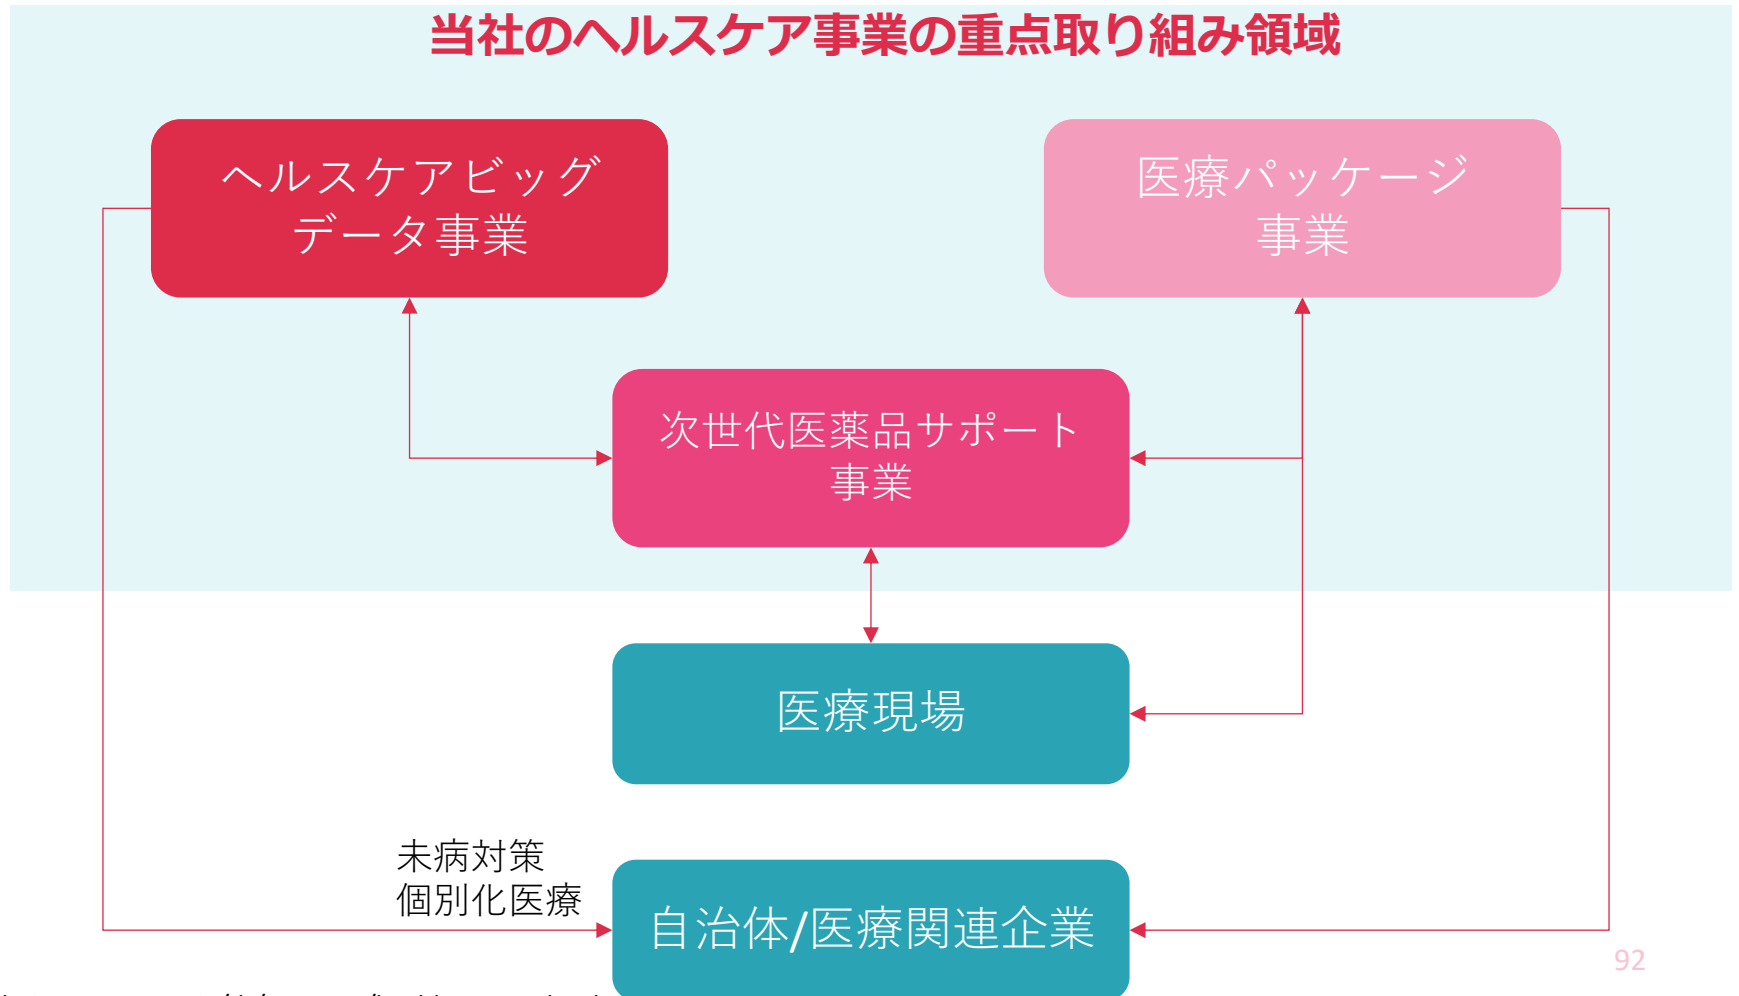 当社のヘルスケア事業の重点取り組み領域
ヘルスケアビッグ
データ事業
医療パッケージ
事業
次世代医薬品サポート
事業
医療現場
未病対策
個別化医療
自治体/医療関連企業
92